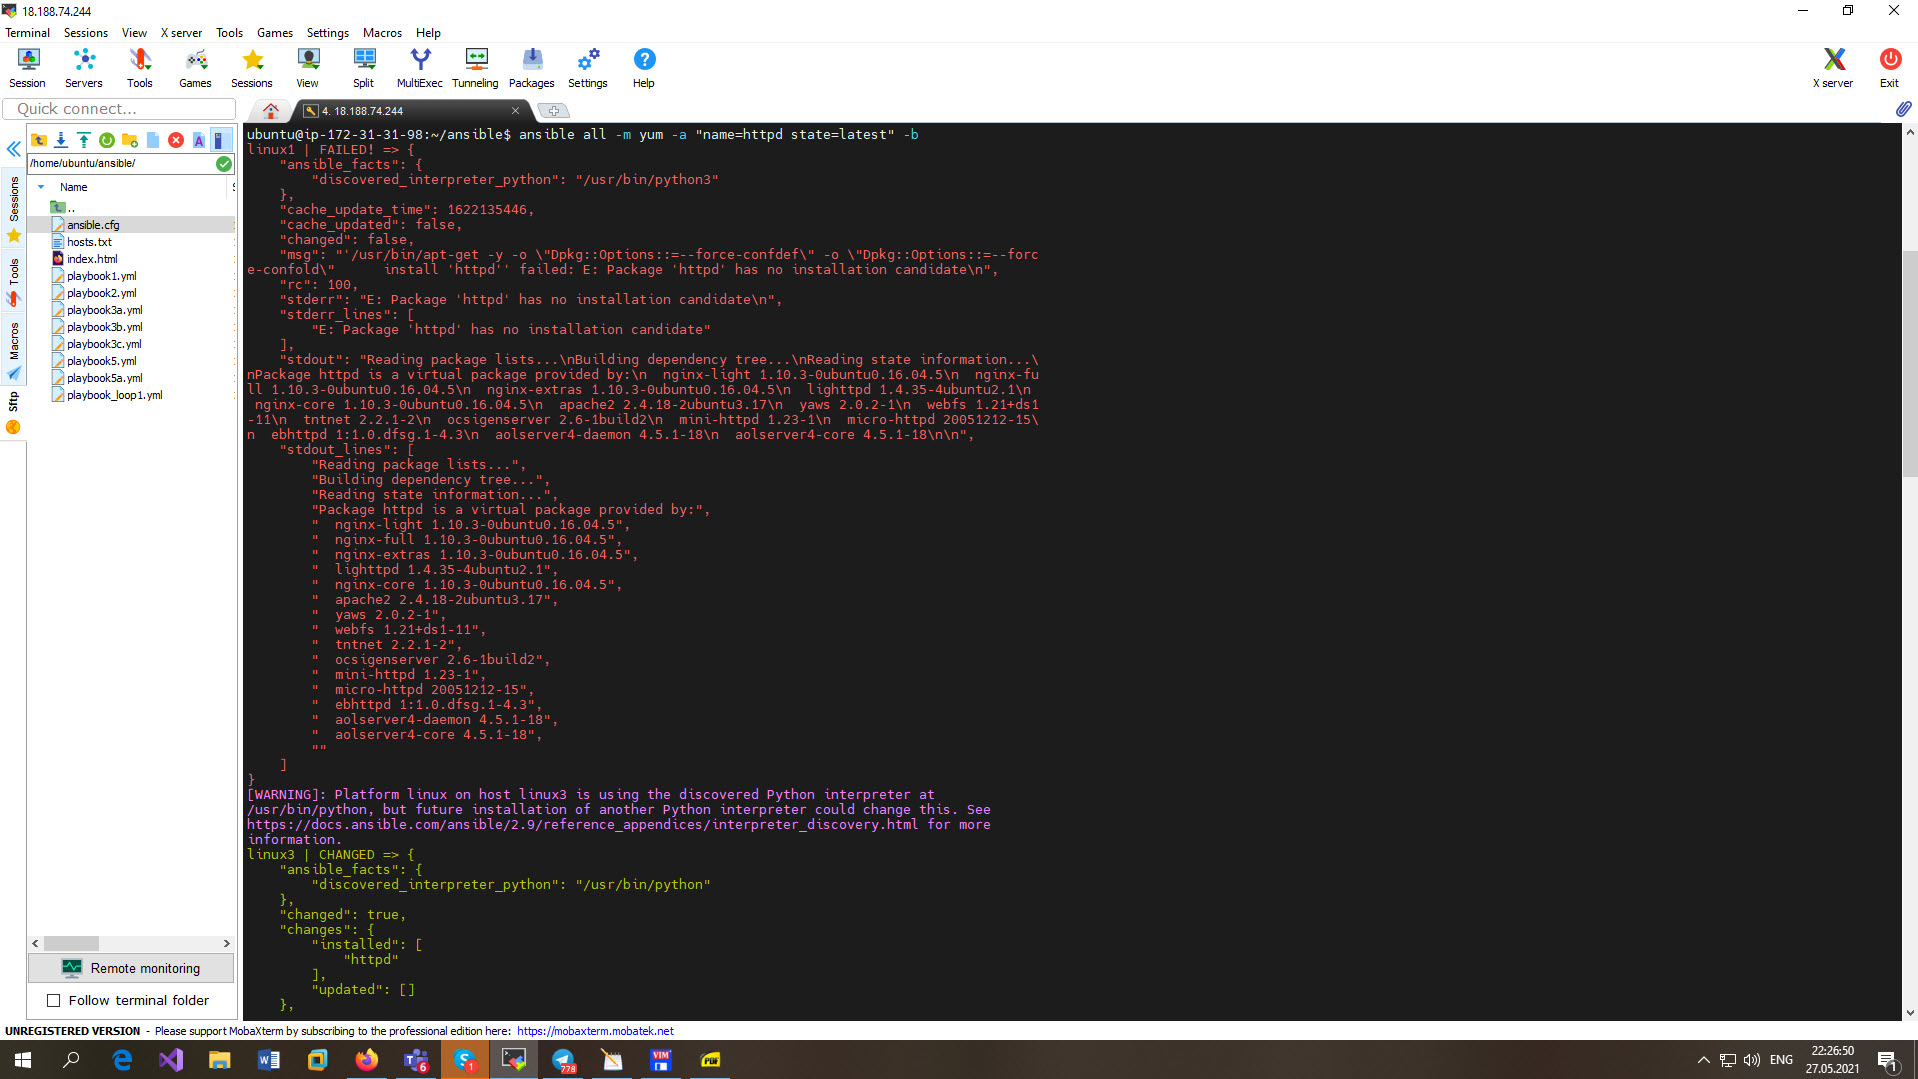 18.188.74.244
Terminal Sessions View X server Tools Games Settings Macros Help
Session Servers Tools Games Sessions View Split MultiExec Tunneling Packages Settings Help X server Exit
Quick connect...
4. 18.188.74.244
/home/ubuntu/ansible/
Name
..
ansible.cfg
hosts.txt
index.html
playbook1.yml
playbook2.yml
playbook3a.yml
playbook3b.yml
playbook3c.yml
playbook5.yml
playbook5a.yml
playbook_loop1.yml
Sessions
Tools
Macros
Sftp
Remote monitoring
Follow terminal folder
ubuntu@ip-172-31-31-98:~/ansible$ ansible all -m yum -a "name=httpd state=latest" -b
linux1 | FAILED! => {
    "ansible_facts": {
        "discovered_interpreter_python": "/usr/bin/python3"
    },
    "cache_update_time": 1622135446,
    "cache_updated": false,
    "changed": false,
    "msg": "'/usr/bin/apt-get -y -o \"Dpkg::Options::=--force-confdef\" -o \"Dpkg::Options::=--forc
e-confold\"      install 'httpd'' failed: E: Package 'httpd' has no installation candidate\n",
    "rc": 100,
    "stderr": "E: Package 'httpd' has no installation candidate\n",
    "stderr_lines": [
        "E: Package 'httpd' has no installation candidate"
    ],
    "stdout": "Reading package lists...\nBuilding dependency tree...\nReading state information...\
nPackage httpd is a virtual package provided by:\n  nginx-light 1.10.3-0ubuntu0.16.04.5\n  nginx-fu
ll 1.10.3-0ubuntu0.16.04.5\n  nginx-extras 1.10.3-0ubuntu0.16.04.5\n  lighttpd 1.4.35-4ubuntu2.1\n
 nginx-core 1.10.3-0ubuntu0.16.04.5\n  apache2 2.4.18-2ubuntu3.17\n  yaws 2.0.2-1\n  webfs 1.21+ds1
-11\n  tntnet 2.2.1-2\n  ocsigenserver 2.6-1build2\n  mini-httpd 1.23-1\n  micro-httpd 20051212-15\
n  ebhttpd 1:1.0.dfsg.1-4.3\n  aolserver4-daemon 4.5.1-18\n  aolserver4-core 4.5.1-18\n\n",
    "stdout_lines": [
        "Reading package lists...",
        "Building dependency tree...",
        "Reading state information...",
        "Package httpd is a virtual package provided by:",
        "  nginx-light 1.10.3-0ubuntu0.16.04.5",
        "  nginx-full 1.10.3-0ubuntu0.16.04.5",
        "  nginx-extras 1.10.3-0ubuntu0.16.04.5",
        "  lighttpd 1.4.35-4ubuntu2.1",
        "  nginx-core 1.10.3-0ubuntu0.16.04.5",
        "  apache2 2.4.18-2ubuntu3.17",
        "  yaws 2.0.2-1",
        "  webfs 1.21+ds1-11",
        "  tntnet 2.2.1-2",
        "  ocsigenserver 2.6-1build2",
        "  mini-httpd 1.23-1",
        "  micro-httpd 20051212-15",
        "  ebhttpd 1:1.0.dfsg.1-4.3",
        "  aolserver4-daemon 4.5.1-18",
        "  aolserver4-core 4.5.1-18",
        ""
    ]
}
[WARNING]: Platform linux on host linux3 is using the discovered Python interpreter at
/usr/bin/python, but future installation of another Python interpreter could change this. See
https://docs.ansible.com/ansible/2.9/reference_appendices/interpreter_discovery.html for more
information.
linux3 | CHANGED => {
    "ansible_facts": {
        "discovered_interpreter_python": "/usr/bin/python"
    },
    "changed": true,
    "changes": {
        "installed": [
            "httpd"
        ],
        "updated": []
    },
UNREGISTERED VERSION - Please support MobaXterm by subscribing to the professional edition here: https://mobaxterm.mobatek.net
6 1 778 VIM PDF
ENG
22:26:50
27.05.2021
1